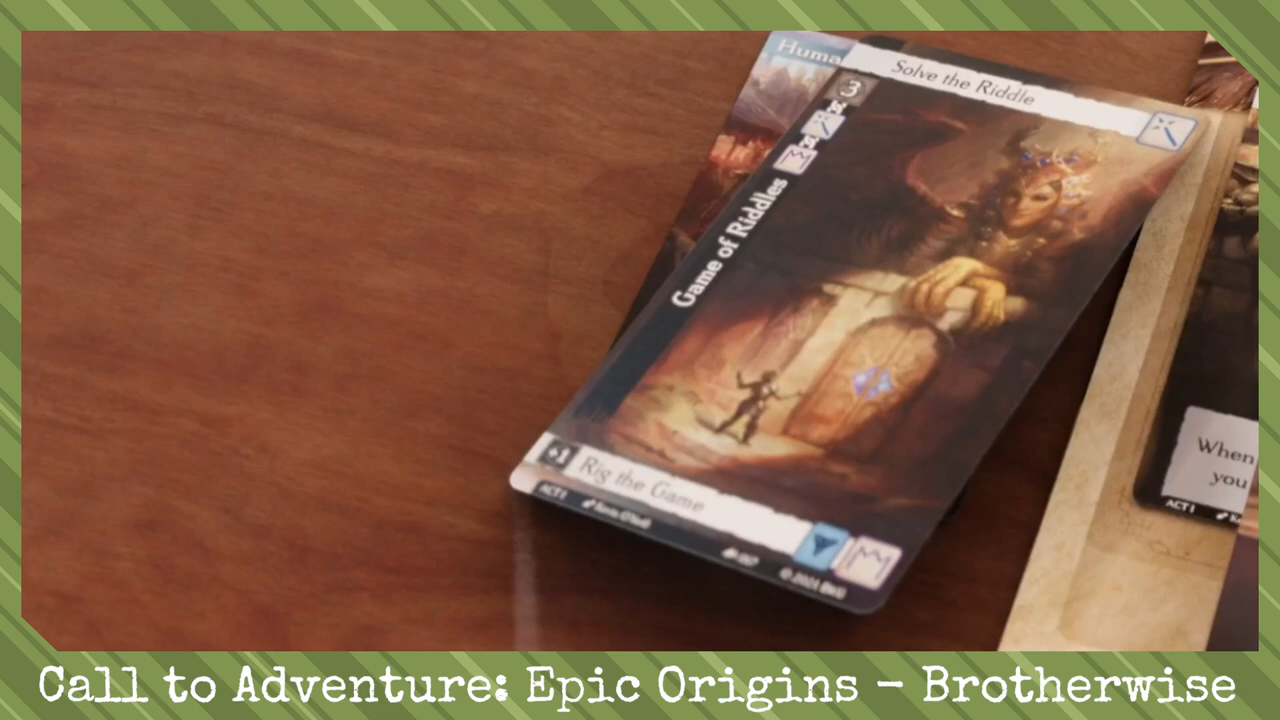 Huma
Solve the Riddle
3
Game of Riddles
+1 Rig the Game
ACT I
When
you
ACT I
Call to Adventure: Epic Origins - Brotherwise